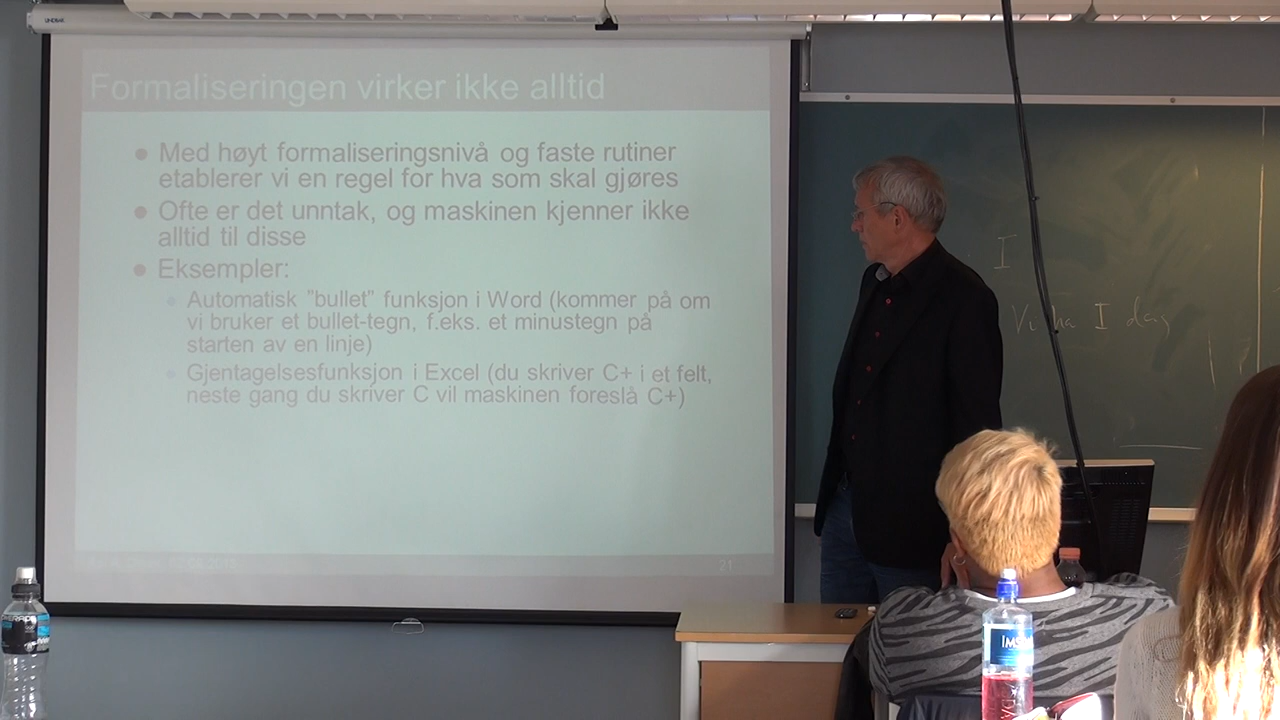 Formaliseringen virker ikke alltid
● Med høyt formaliseringsnivå og faste rutiner
etablerer vi en regel for hva som skal gjøres
● Ofte er det unntak, og maskinen kjenner ikke
alltid til disse
● Eksempler:
● Automatisk ”bullet” funksjon i Word (kommer på om
vi bruker et bullet-tegn, f.eks. et minustegn på
starten av en linje)
● Gjentagelsesfunksjon i Excel (du skriver C+ i et felt,
neste gang du skriver C vil maskinen foreslå C+)
21
I
Vi ha I dag